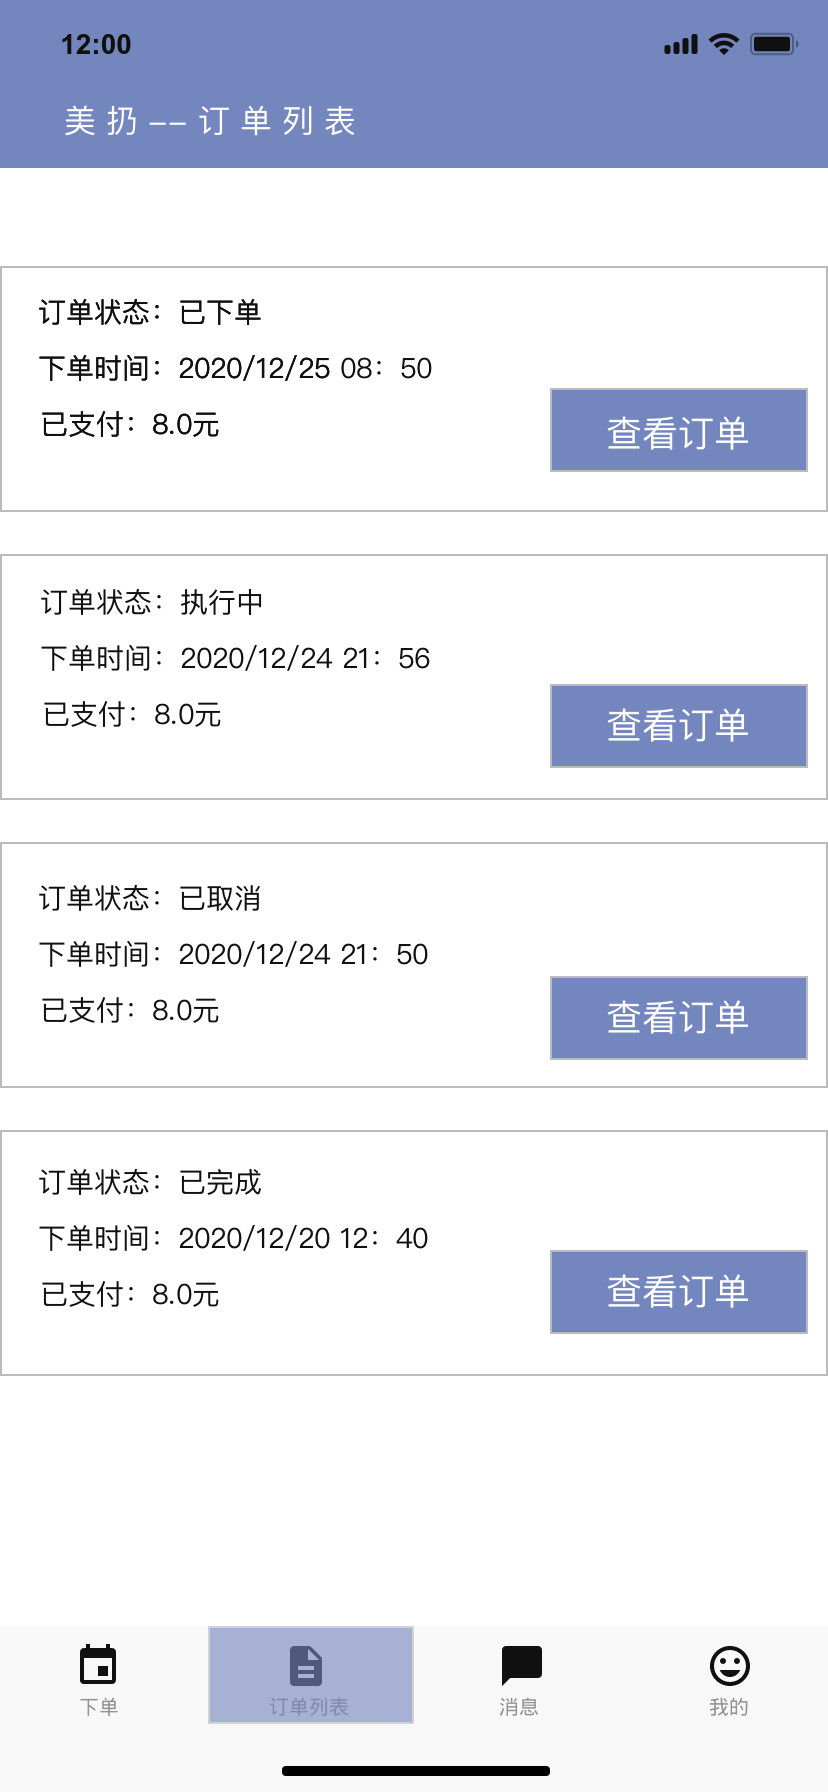 12:00
美扔--订单列表
订单状态：已下单
下单时间：2020/12/25 08：50
已支付：8.0元
查看订单
订单状态：执行中
下单时间：2020/12/24 21：56
已支付：8.0元
查看订单
订单状态：已取消
下单时间：2020/12/24 21：50
已支付：8.0元
查看订单
订单状态：已完成
下单时间：2020/12/20 12：40
已支付：8.0元
查看订单
下单 订单列表 消息 我的